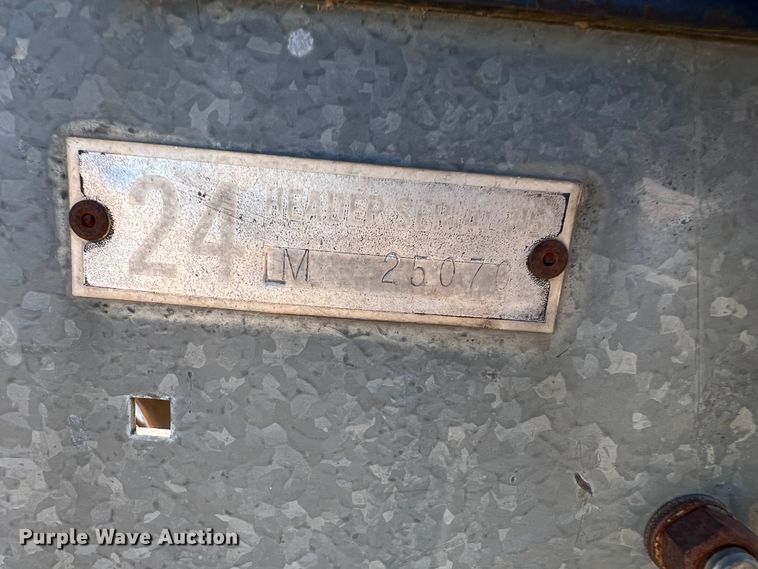 24 HEADER SERIAL NO.
LM 25070
Purple Wave Auction